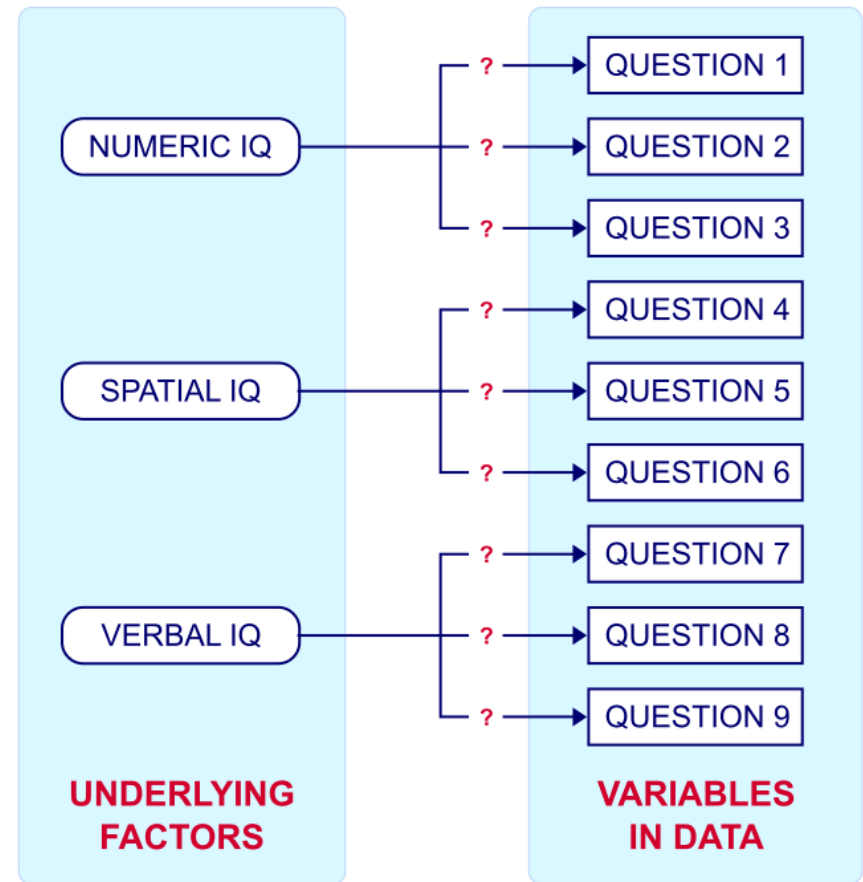 ?
QUESTION 1
NUMERIC IQ
?
QUESTION 2
?
QUESTION 3
?
QUESTION 4
SPATIAL IQ
?
QUESTION 5
?
QUESTION 6
?
QUESTION 7
VERBAL IQ
?
QUESTION 8
?
QUESTION 9
UNDERLYING
FACTORS
VARIABLES
IN DATA